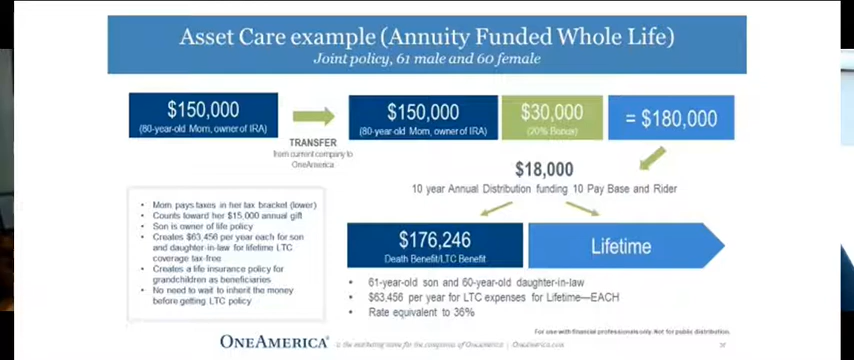 Asset Care example (Annuity Funded Whole Life)
Joint policy, 61 male and 60 female
$150,000
(80-year-old Mom, owner of IRA)
TRANSFER
from current company to
OneAmerica
$150,000
(80-year-old Mom, owner of IRA)
$30,000
(20% Bonus)
= $180,000
$18,000
10 year Annual Distribution funding 10 Pay Base and Rider
• Mom pays taxes in her tax bracket (lower)
• Counts toward her $15,000 annual gift
• Son is owner of life policy
• Creates $63,456 per year each for son
and daughter-in-law for lifetime LTC
coverage tax-free
• Creates a life insurance policy for
grandchildren as beneficiaries
• No need to wait to inherit the money
before getting LTC policy
$176,246
Death Benefit/LTC Benefit
Lifetime
• 61-year-old son and 60-year-old daughter-in-law
• $63,456 per year for LTC expenses for Lifetime—EACH
• Rate equivalent to 36%
For use with financial professionals only. Not for public distribution.
ONEAMERICA® is the marketing name for the companies of OneAmerica | OneAmerica.com